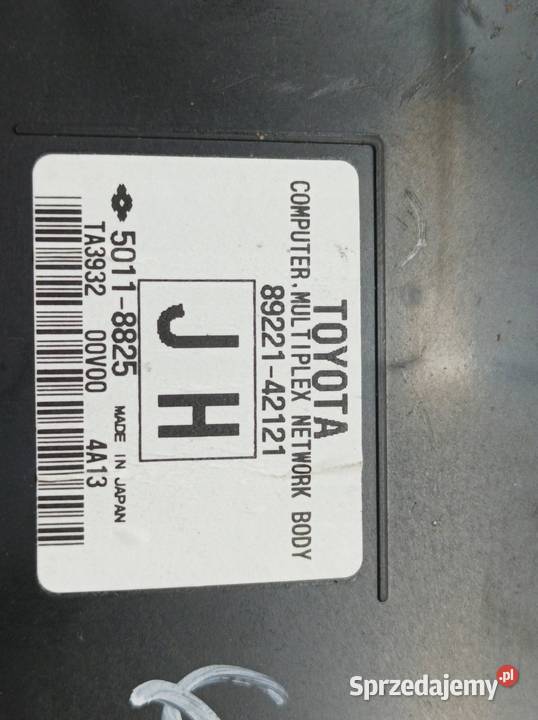 TOYOTA
COMPUTER, MULTIPLEX NETWORK BODY
89221-42121
JH
5011-8825 MADE IN JAPAN
TA3932 00V00 4A13
Sprzedajemy.pl